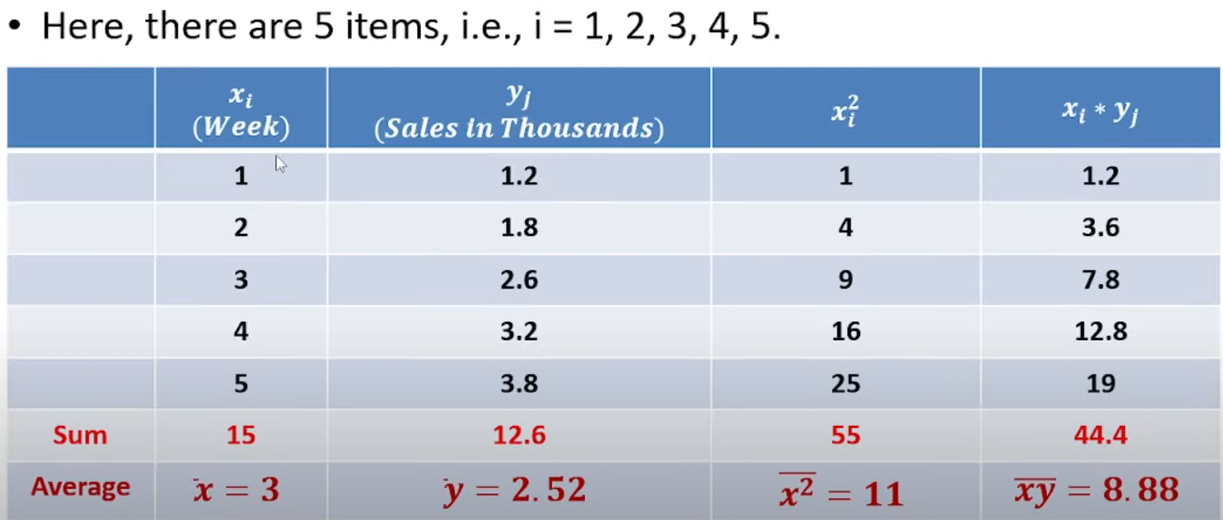 • Here, there are 5 items, i.e., i = 1, 2, 3, 4, 5.
xᵢ (Week) yⱼ (Sales in Thousands) xᵢ² xᵢ * yⱼ
1 1.2 1 1.2
2 1.8 4 3.6
3 2.6 9 7.8
4 3.2 16 12.8
5 3.8 25 19
Sum 15 12.6 55 44.4
Average x̄ = 3 ȳ = 2.52 x̄² = 11 x̄ȳ = 8.88